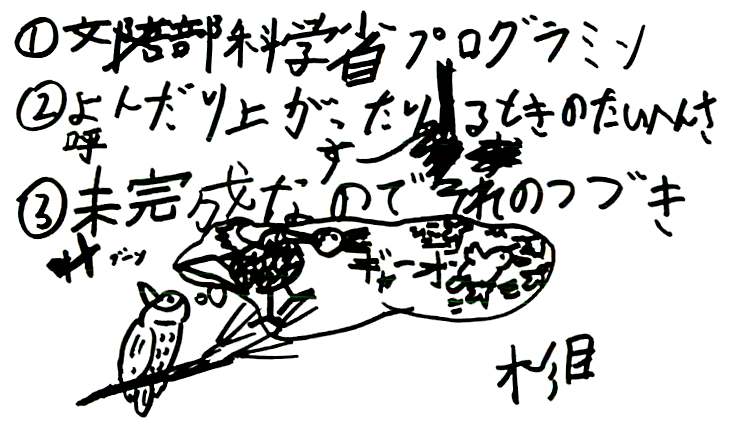 ①文部科学省プログラミン
②よんだり上がったりするときのたいへんさ
呼
③未完成なのでそれのつづき
ブーン
ギャーオ
杉目